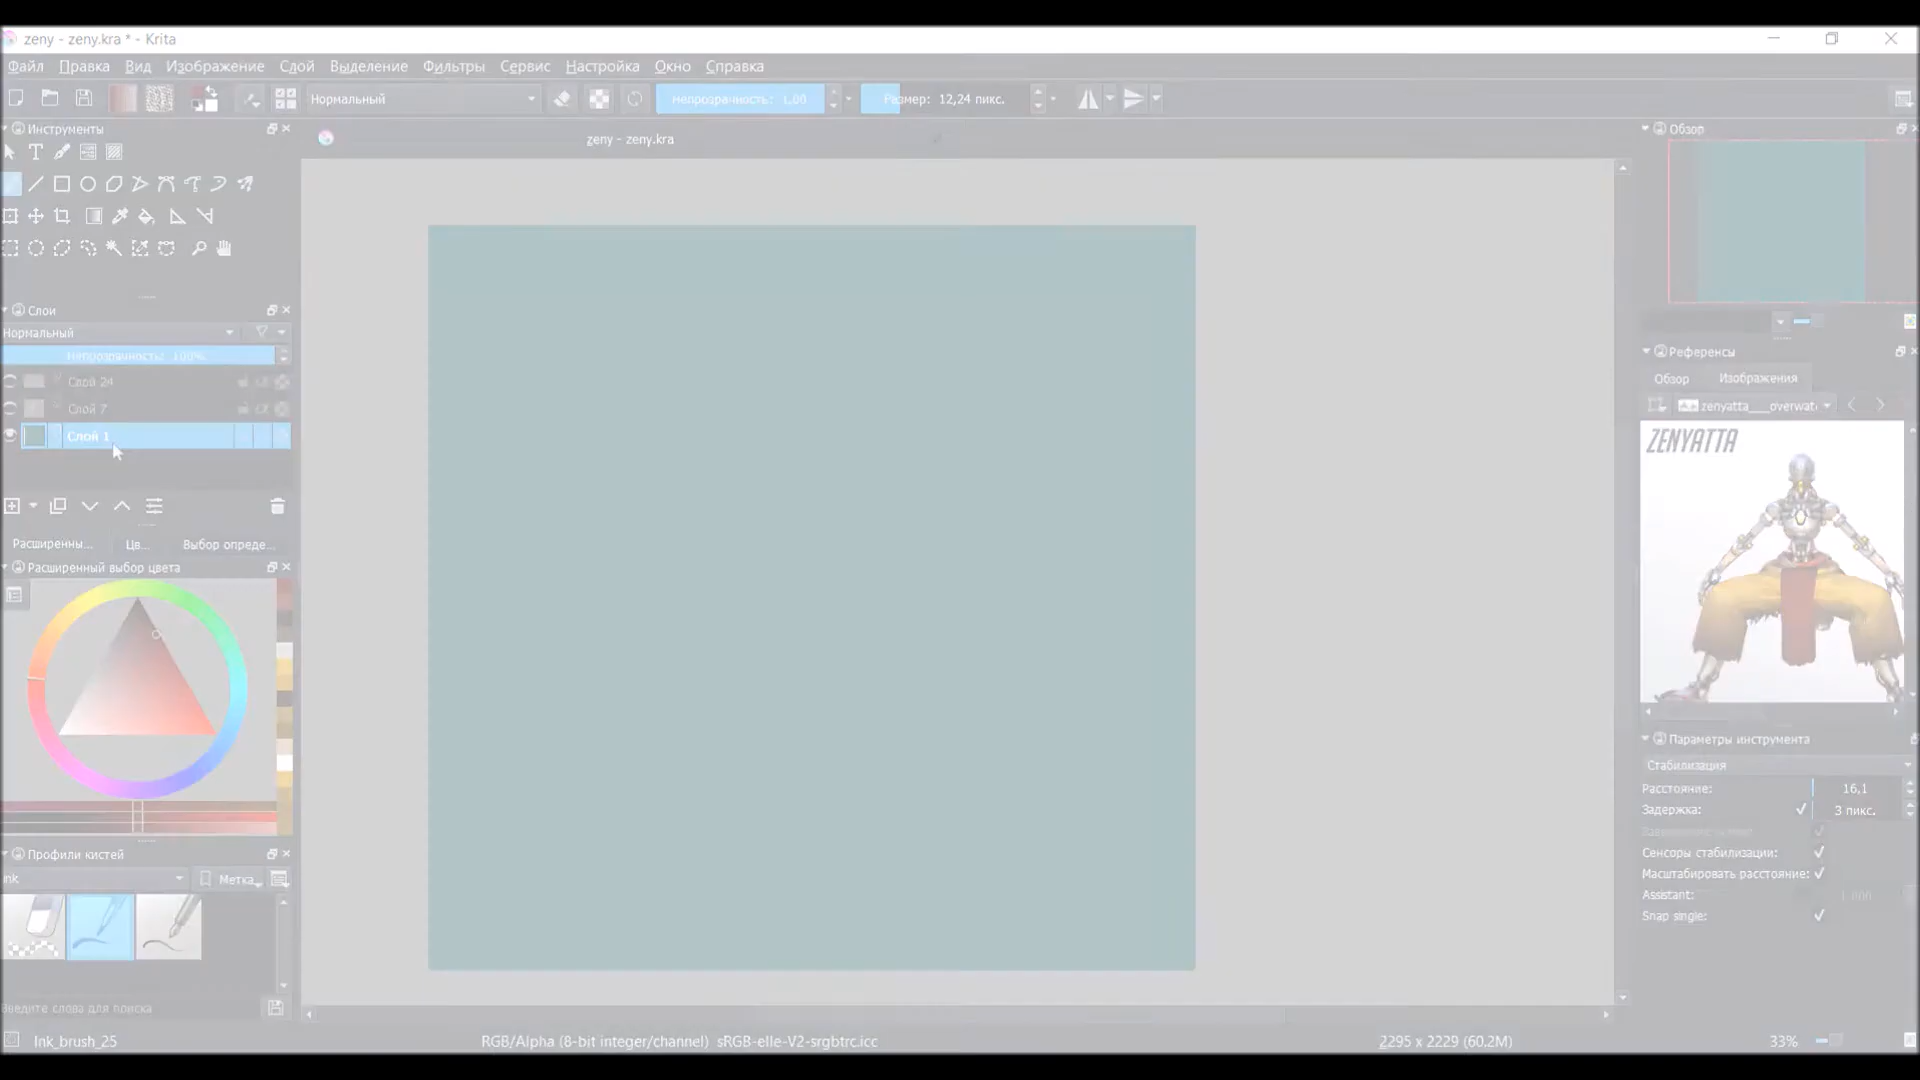 zeny - zeny.kra * - Krita
Файл Правка Вид Изображение Слой Выделение Фильтры Сервис Настройка Окно Справка
Нормальный Непрозрачность: 1,00 Размер: 12,24 пикс.
Инструменты
zeny - zeny.kra
Обзор
Слои
Нормальный
Непрозрачность: 100%
Слой 24
Слой 7
Слой 1
Расширенны... Цв... Выбор опреде...
Расширенный выбор цвета
Профили кистей
ink
Метка
Введите слова для поиска
Референсы
Обзор Изображения
zenyatta___overwat
ZENYATTA
Параметры инструмента
Стабилизация
Расстояние: 16,1
Задержка: 3 пикс.
Сенсоры стабилизации:
Масштабировать расстояние:
Assistant:
Snap single:
Ink_brush_25
RGB/Alpha (8-bit integer/channel) sRGB-elle-V2-srgbtrc.icc
2295 x 2229 (60,2M)
33%